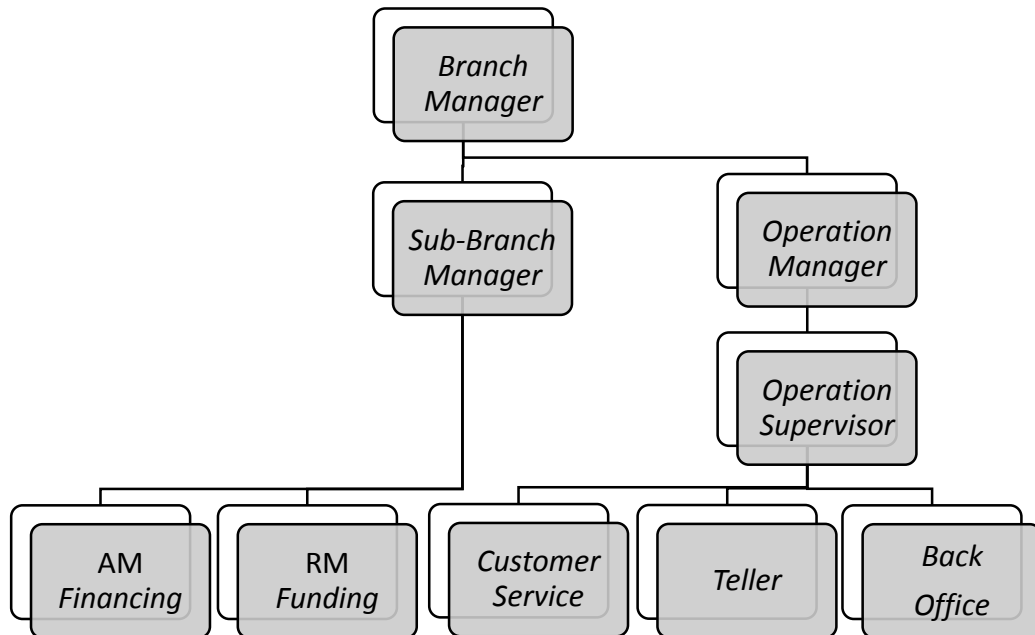 Branch
Manager
Sub-Branch
Manager
Operation
Manager
Operation
Supervisor
AM
Financing
RM
Funding
Customer
Service
Teller
Back
Office